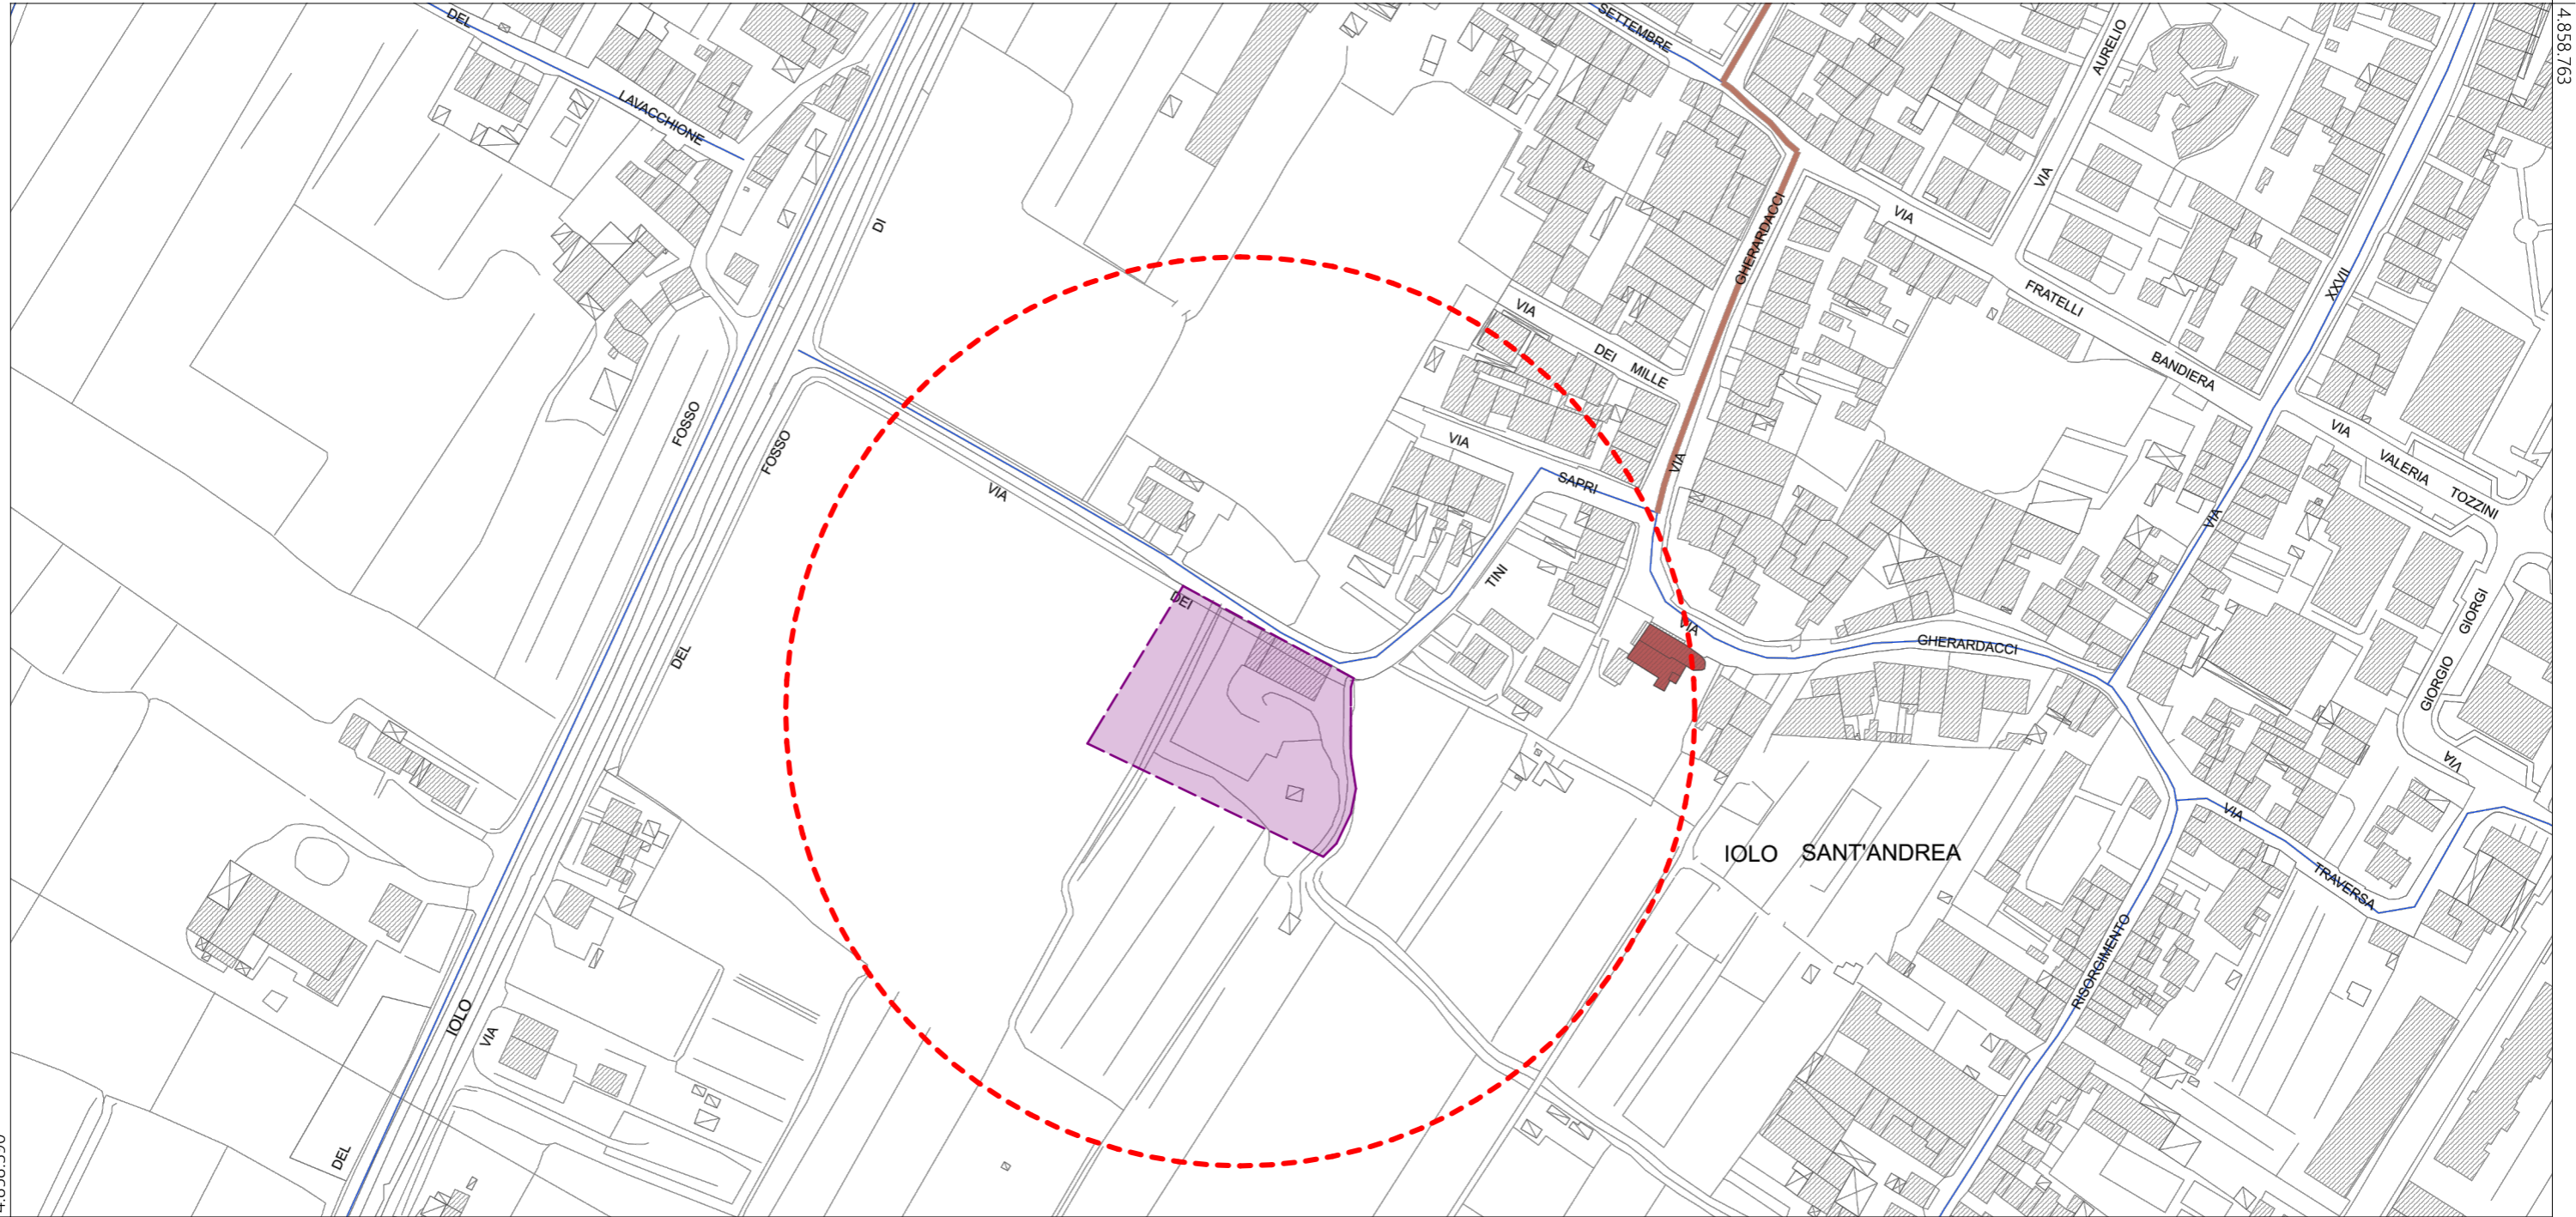 DEL
LAVACCHIONE
SETTEMBRE
AURELIO
VIA
4.858.763
DI
GHERARDACCI
VIA
VIA
FRATELLI
BANDIERA
XXVII
VIA
DEI
MILLE
FOSSO
FOSSO
VIA
VIA
SAPRI
VIA
VIA
VALERIA
TOZZINI
VIA
DEI
TINI
VIA
GHERARDACCI
GIORGI
GIORGIO
VIA
DEL
VIA
TRAVERSA
IOLO SANT'ANDREA
RISORGIMENTO
IOLO
VIA
DEL